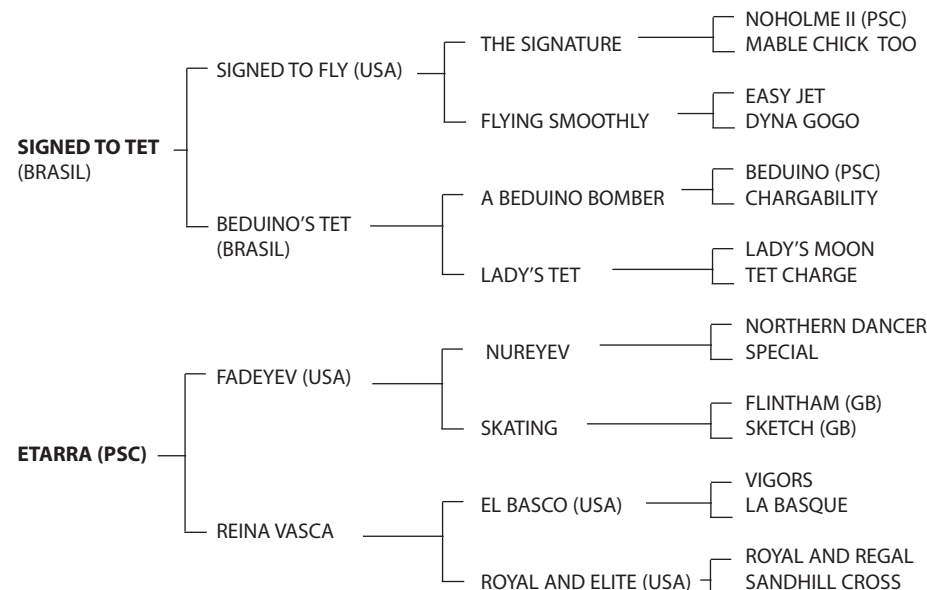 NOHOLME II (PSC)
THE SIGNATURE
MABLE CHICK TOO
SIGNED TO FLY (USA)
EASY JET
FLYING SMOOTHLY
DYNA GOGO
SIGNED TO TET
(BRASIL)
BEDUINO (PSC)
A BEDUINO BOMBER
CHARGABILITY
BEDUINO'S TET
(BRASIL)
LADY'S MOON
LADY'S TET
TET CHARGE
NORTHERN DANCER
NUREYEV
SPECIAL
FADEYEV (USA)
FLINTHAM (GB)
SKATING
SKETCH (GB)
ETARRA (PSC)
VIGORS
EL BASCO (USA)
LA BASQUE
REINA VASCA
ROYAL AND REGAL
ROYAL AND ELITE (USA)
SANDHILL CROSS